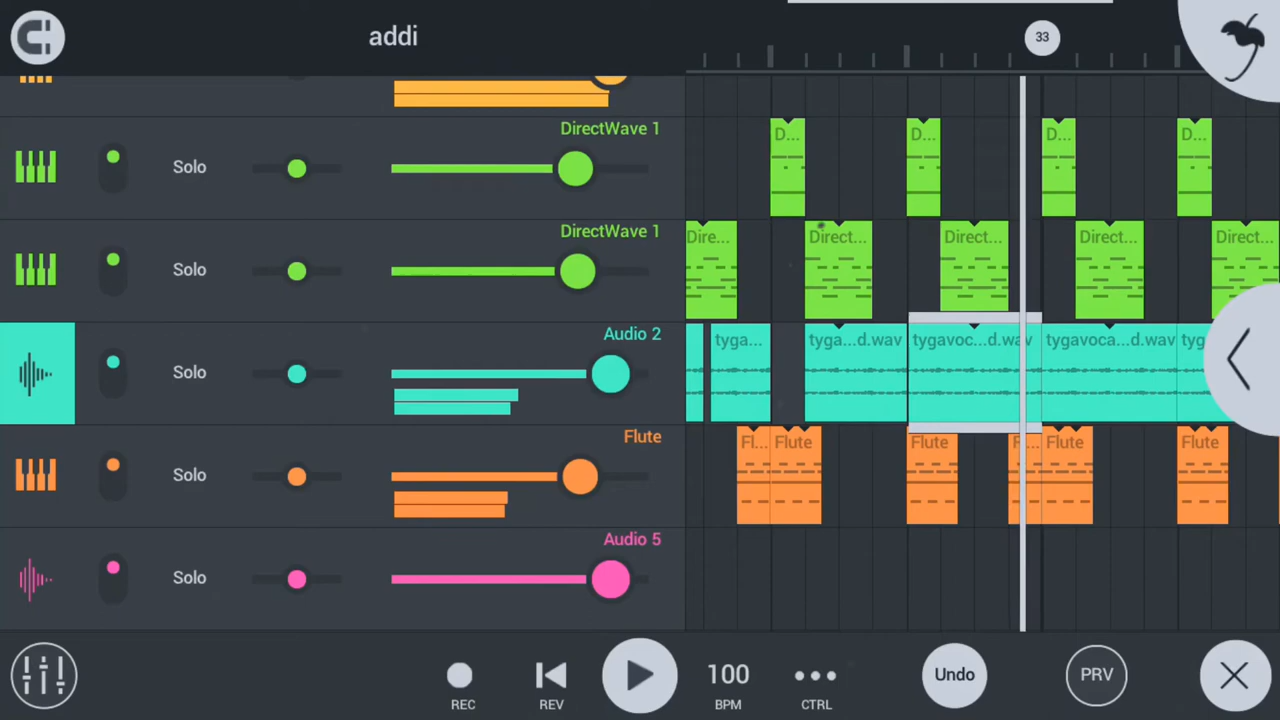 addi
33
DirectWave 1
Solo
D...
D...
D...
D...
DirectWave 1
Solo
Dire...
Direct...
Direct...
Direct...
Direct...
Audio 2
Solo
tyga...
tyga...d.wav
tygavoc...d.wav
tygavocal...d.wav
tyg
Flute
Solo
Fl...
Flute
Flute
F...
Flute
Flute
Audio 5
Solo
REC
REV
100
BPM
CTRL
Undo
PRV